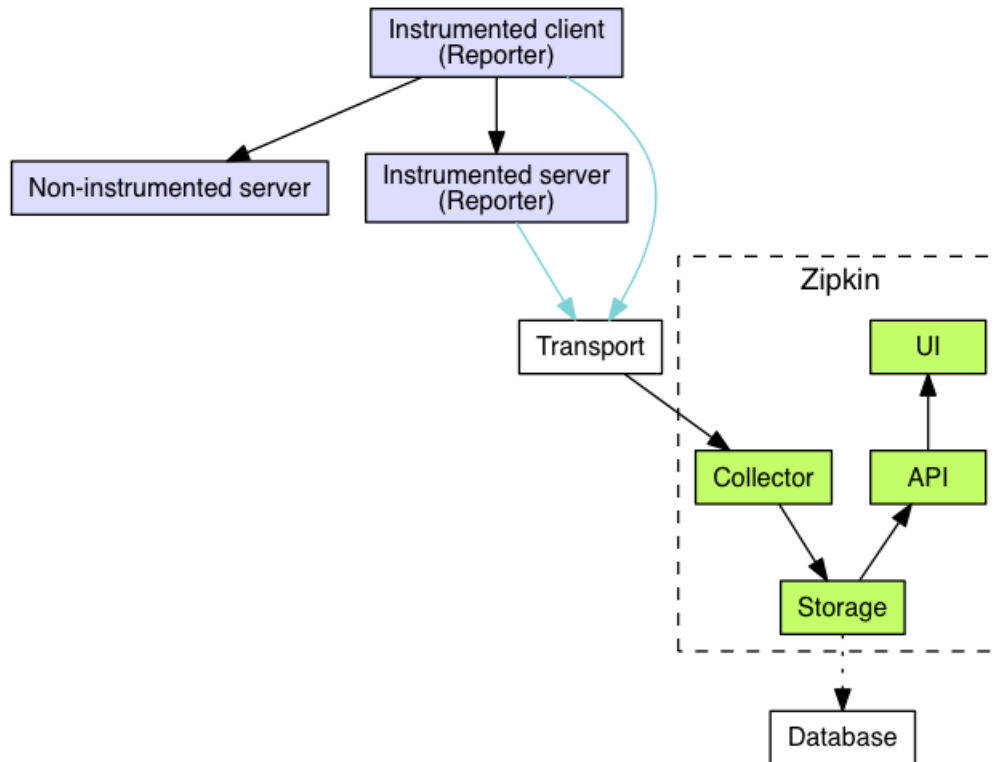 Instrumented client
(Reporter)
Non-instrumented server
Instrumented server
(Reporter)
Zipkin
Transport
UI
Collector
API
Storage
Database